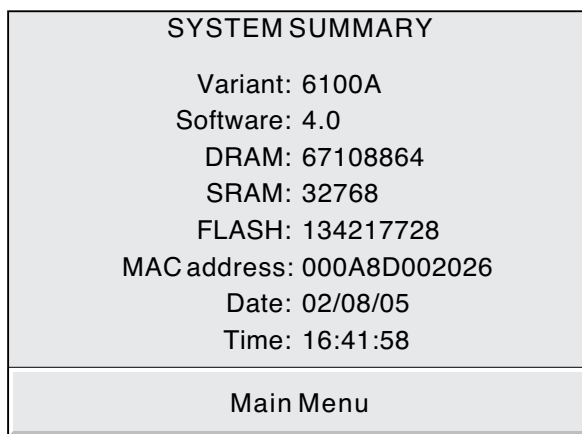 SYSTEM SUMMARY
Variant: 6100A
Software: 4.0
DRAM: 67108864
SRAM: 32768
FLASH: 134217728
MAC address: 000A8D002026
Date: 02/08/05
Time: 16:41:58
Main Menu